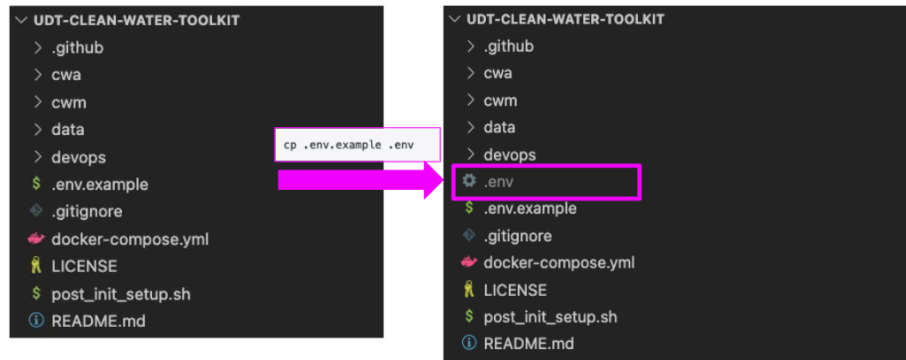 UDT-CLEAN-WATER-TOOLKIT
.github
cwa
cwm
data
devops
.env.example
.gitignore
docker-compose.yml
LICENSE
post_init_setup.sh
README.md
cp .env.example .env
UDT-CLEAN-WATER-TOOLKIT
.github
cwa
cwm
data
devops
.env
.env.example
.gitignore
docker-compose.yml
LICENSE
post_init_setup.sh
README.md